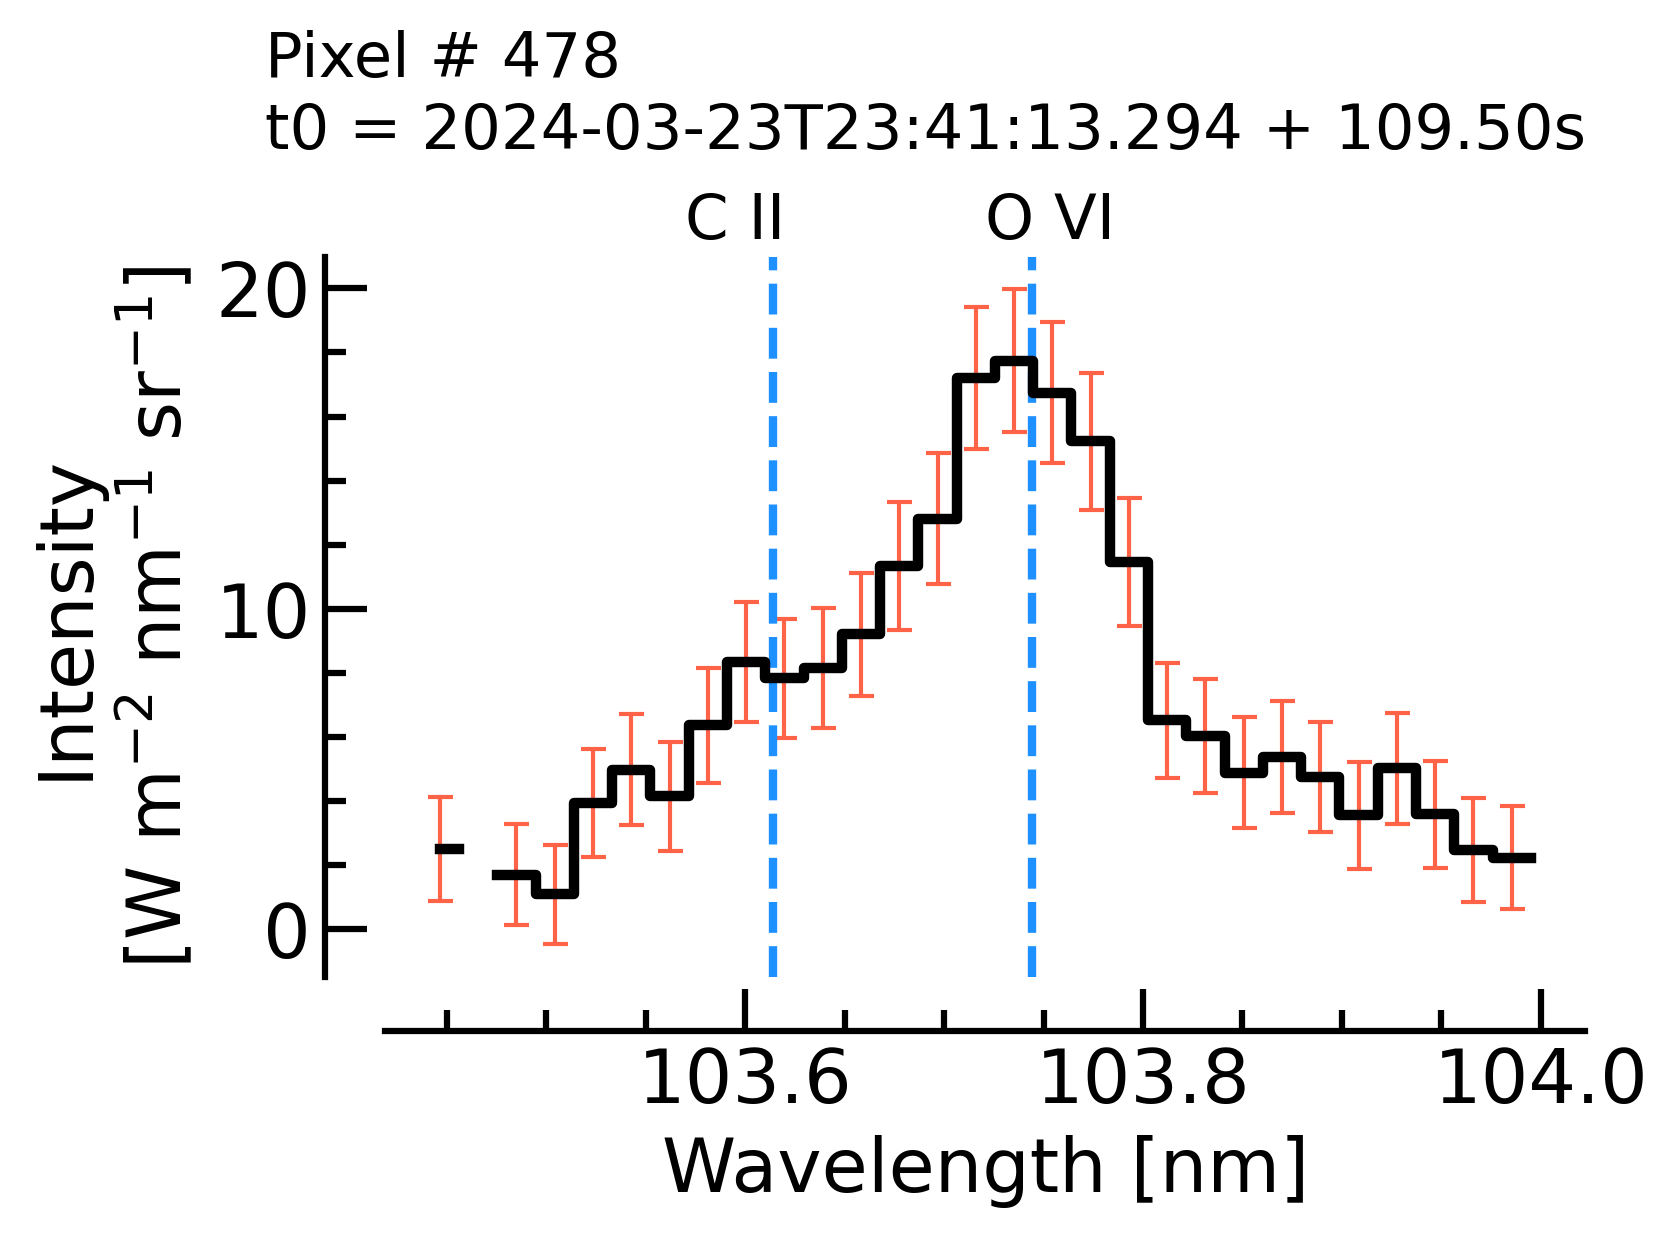 Pixel # 478
t0 = 2024-03-23T23:41:13.294 + 109.50s
C II O VI
Intensity
[W m⁻² nm⁻¹ sr⁻¹]
20
10
0
103.6 103.8 104.0
Wavelength [nm]